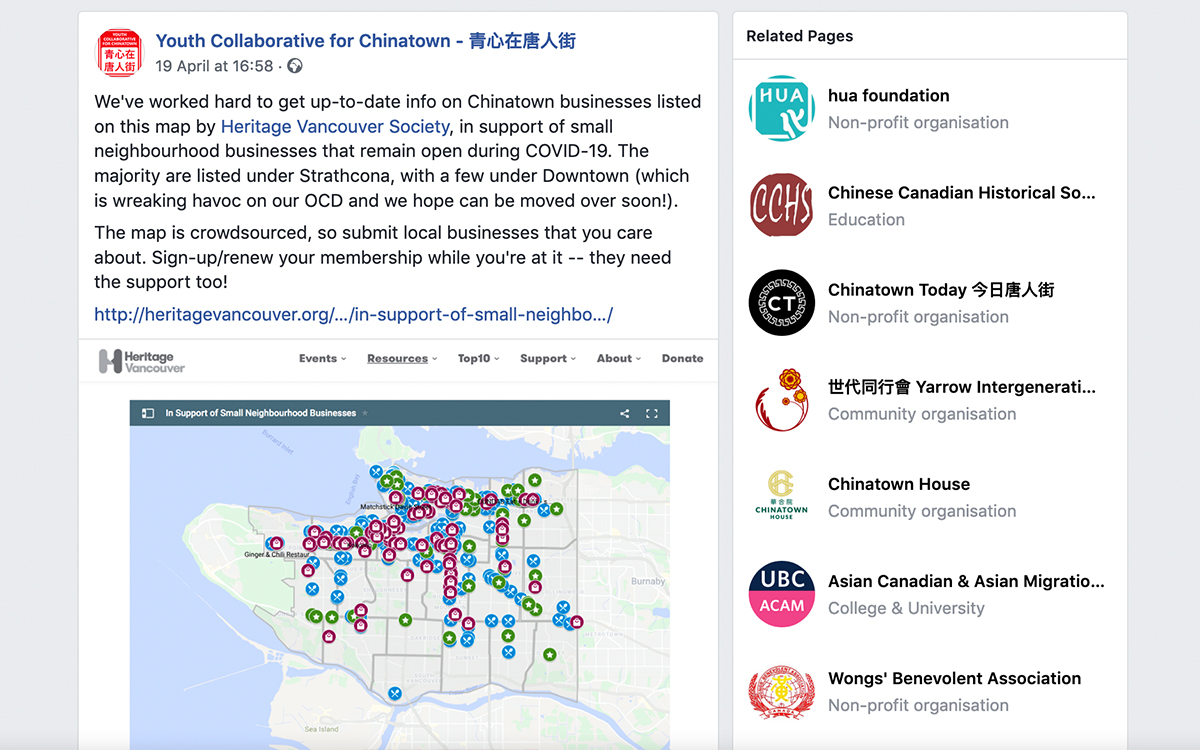 YOUTH
COLLABORATIVE
FOR CHINATOWN
青心在
唐人街
Youth Collaborative for Chinatown - 青心在唐人街
19 April at 16:58 ·
We've worked hard to get up-to-date info on Chinatown businesses listed
on this map by Heritage Vancouver Society, in support of small
neighbourhood businesses that remain open during COVID-19. The
majority are listed under Strathcona, with a few under Downtown (which
is wreaking havoc on our OCD and we hope can be moved over soon!).
The map is crowdsourced, so submit local businesses that you care
about. Sign-up/renew your membership while you're at it -- they need
the support too!
http://heritagevancouver.org/.../in-support-of-small-neighbo.../
Heritage
Vancouver
Events
Resources
Top10
Support
About
Donate
In Support of Small Neighbourhood Businesses
Burrard Inlet
English Bay
Matchstick
Ginger & Chili Restaur
Burnaby
SOUTH
VANCOUVER
Sea Island
Related Pages
HUA
hua foundation
Non-profit organisation
CCHS
Chinese Canadian Historical So...
Education
CT
Chinatown Today 今日唐人街
Non-profit organisation
世代同行會 Yarrow Intergenerati...
Community organisation
華合院
CHINATOWN
HOUSE
Chinatown House
Community organisation
UBC
ACAM
Asian Canadian & Asian Migratio...
College & University
Wongs' Benevolent Association
Non-profit organisation